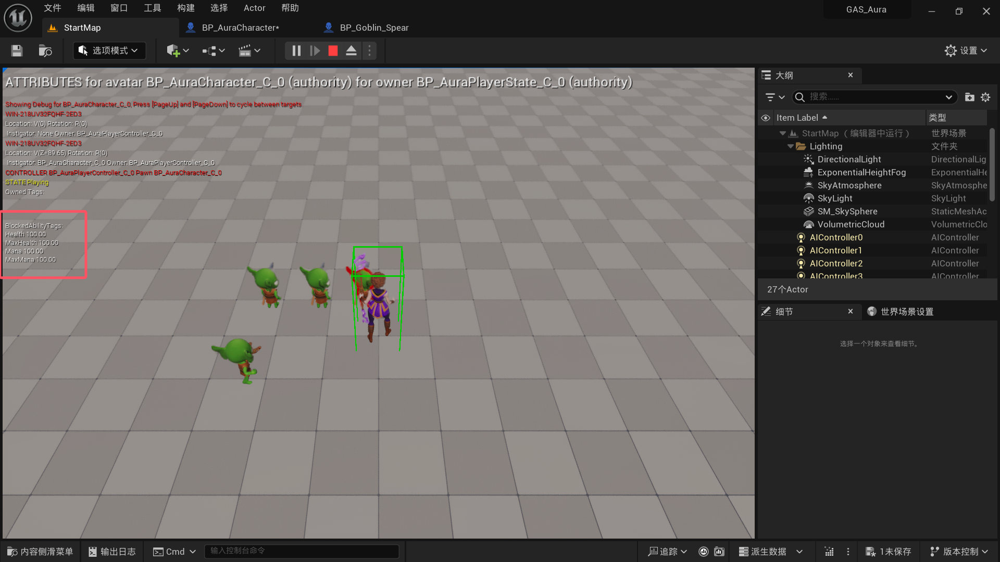 文件 编辑 窗口 工具 构建 选择 Actor 帮助
GAS_Aura
StartMap
BP_AuraCharacter*
BP_Goblin_Spear
选项模式
设置
ATTRIBUTES for avatar BP_AuraCharacter_C_0 (authority) for owner BP_AuraPlayerState_C_0 (authority)
Showing Debug for BP_AuraCharacter_C_0, Press [PageUp] and [PageDown] to cycle between targets.
WIN-218UV32FQHF-2ED3
Location: V(0) Rotation: R(0)
Instigator: None Owner: BP_AuraPlayerController_C_0
WIN-218UV32FQHF-2ED3
Location: V(Z=89.65) Rotation: R(0)
Instigator: BP_AuraCharacter_C_0 Owner: BP_AuraPlayerController_C_0
CONTROLLER BP_AuraPlayerController_C_0 Pawn BP_AuraCharacter_C_0
STATE Playing
Owned Tags:
BlockedAbilityTags:
Health 100.00
MaxHealth 100.00
Mana 100.00
MaxMana 100.00
大纲
搜索......
Item Label 类型
StartMap（编辑器中运行） 世界场景
Lighting 文件夹
DirectionalLight DirectionalLig
ExponentialHeightFog ExponentialHe
SkyAtmosphere SkyAtmosphe
SkyLight SkyLight
SM_SkySphere StaticMeshAc
VolumetricCloud VolumetricClo
AIController0 AIController
AIController1 AIController
AIController2 AIController
AIController3 AIController
27个Actor
细节
世界场景设置
选择一个对象来查看细节。
内容侧滑菜单
输出日志
Cmd
输入控制台命令
追踪
派生数据
1未保存
版本控制